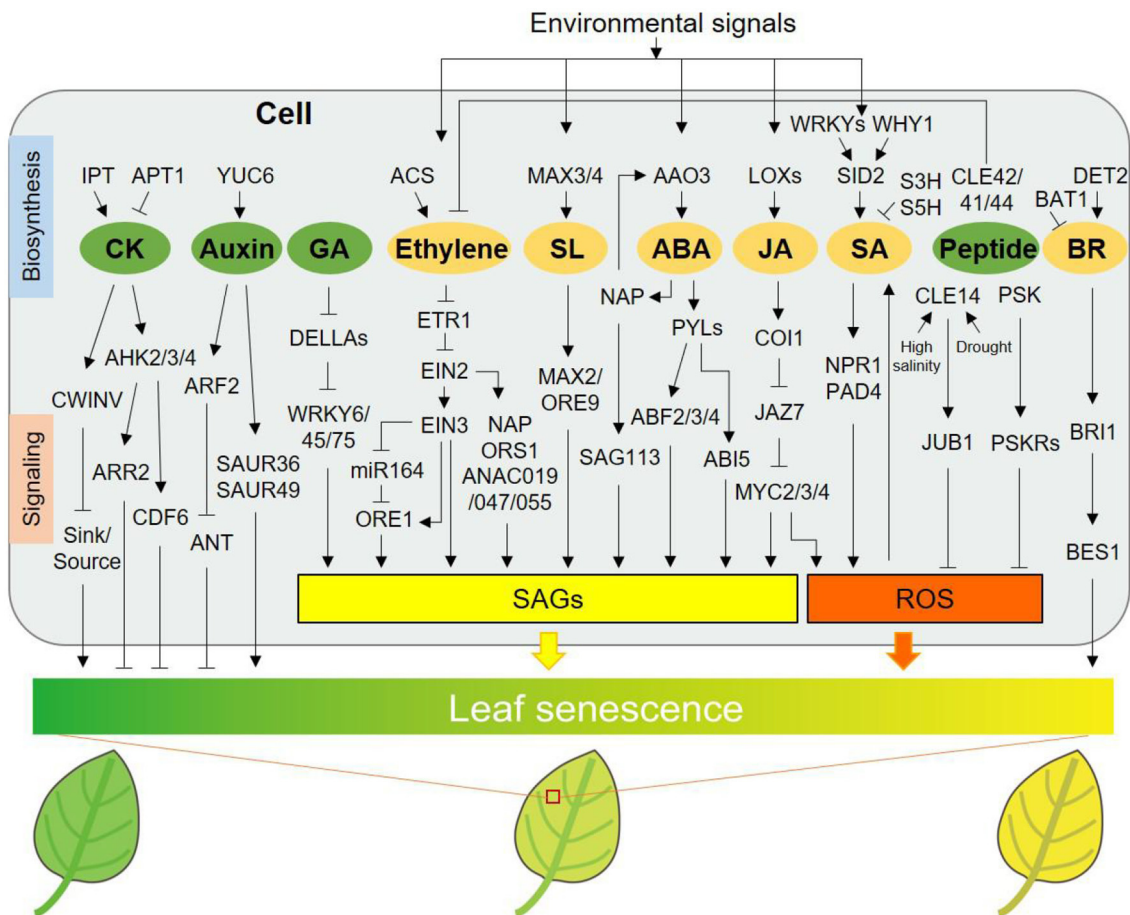 Environmental signals
Cell
Biosynthesis
Signaling
WRKYs WHY1
IPT APT1 YUC6 ACS MAX3/4 AAO3 LOXs SID2 S3H CLE42/ DET2
S5H 41/44 BAT1
CK Auxin GA Ethylene SL ABA JA SA Peptide BR
NAP CLE14 PSK
ETR1 PYLs
DELLAs COI1 High Drought
salinity
AHK2/3/4 EIN2 NPR1
ARF2 MAX2/ PAD4
CWINV ORE9
WRKY6/ EIN3 NAP ABF2/3/4 JAZ7
45/75 ORS1 BRI1
ARR2 SAUR36 miR164 ANAC019 SAG113 ABI5 JUB1 PSKRs
SAUR49 /047/055 MYC2/3/4
CDF6 ORE1
Sink/ ANT
Source BES1
SAGs ROS
Leaf senescence